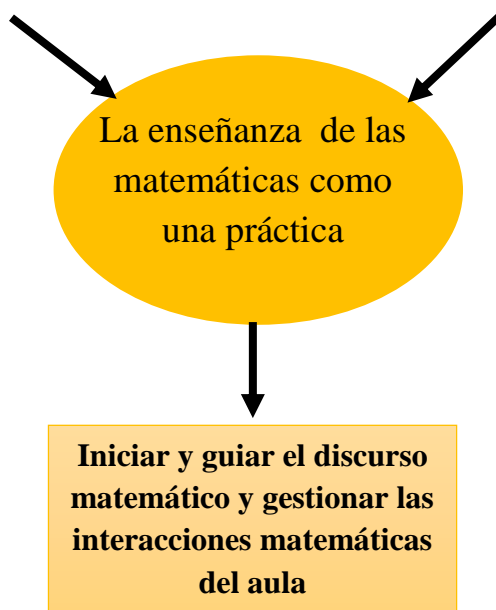 La enseñanza de las
matemáticas como
una práctica
Iniciar y guiar el discurso
matemático y gestionar las
interacciones matemáticas
del aula